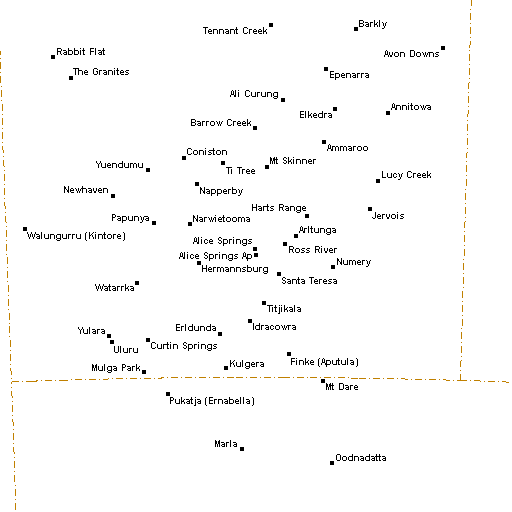 Barkly
Tennant Creek
Rabbit Flat
Avon Downs
The Granites
Epenarra
Ali Curung
Annitowa
Elkedra
Barrow Creek
Ammaroo
Coniston
Mt Skinner
Yuendumu
Ti Tree
Lucy Creek
Newhaven
Napperby
Harts Range
Jervois
Papunya
Narwietooma
Arltunga
Walungurru (Kintore)
Alice Springs
Ross River
Alice Springs Ap
Numery
Hermannsburg
Santa Teresa
Watarrka
Titjikala
Idracowra
Yulara
Erldunda
Uluru
Curtin Springs
Finke (Aputula)
Mulga Park
Kulgera
Mt Dare
Pukatja (Ernabella)
Marla
Oodnadatta